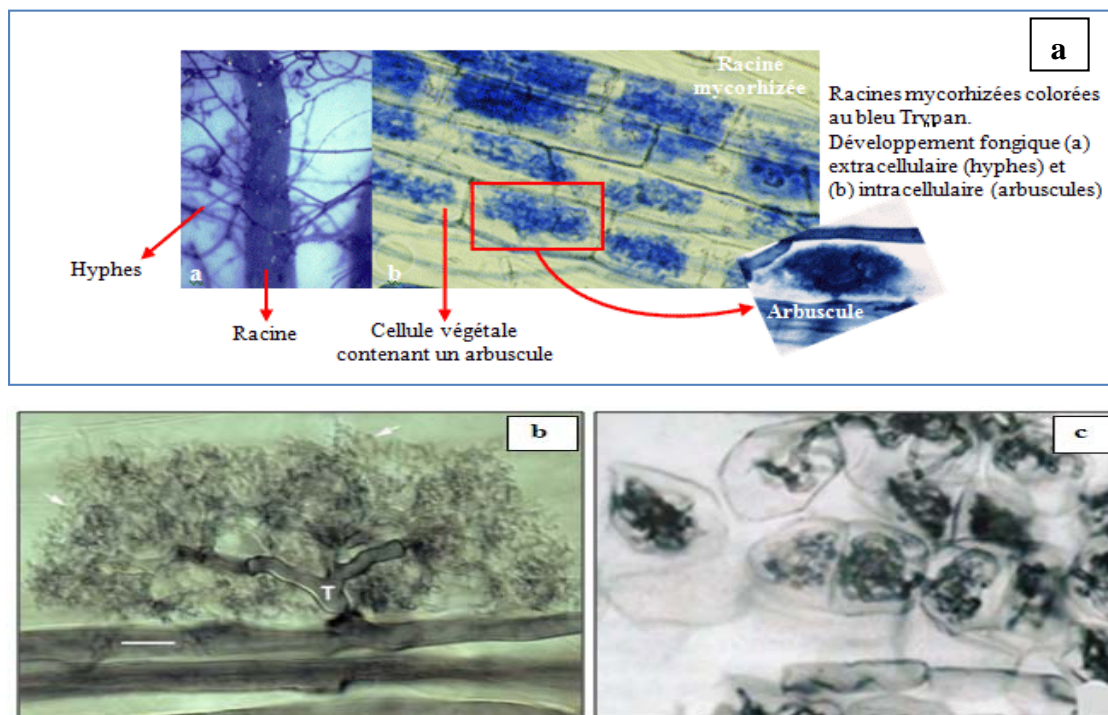 a
Racine
mycorhizée
Racines mycorhizées colorées
au bleu Trypan.
Développement fongique (a)
extracellulaire (hyphes) et
(b) intracellulaire (arbuscules)
a
b
Hyphes
Racine
Cellule végétale
contenant un arbuscule
Arbuscule
b
T
c